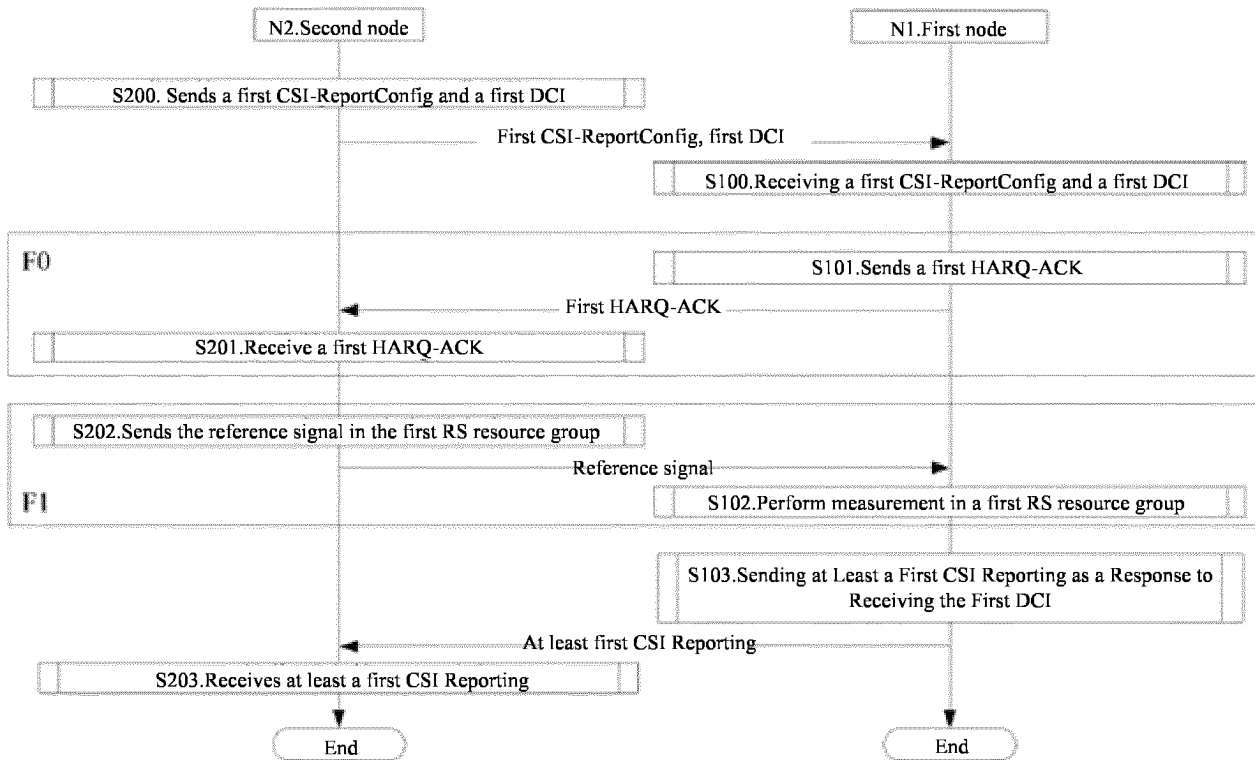 N2.Second node
N1.First node
S200. Sends a first CSI-ReportConfig and a first DCI
First CSI-ReportConfig, first DCI
S100.Receiving a first CSI-ReportConfig and a first DCI
F0
S101.Sends a first HARQ-ACK
First HARQ-ACK
S201.Receive a first HARQ-ACK
S202.Sends the reference signal in the first RS resource group
Reference signal
F1
S102.Perform measurement in a first RS resource group
S103.Sending at Least a First CSI Reporting as a Response to
Receiving the First DCI
At least first CSI Reporting
S203.Receives at least a first CSI Reporting
End
End